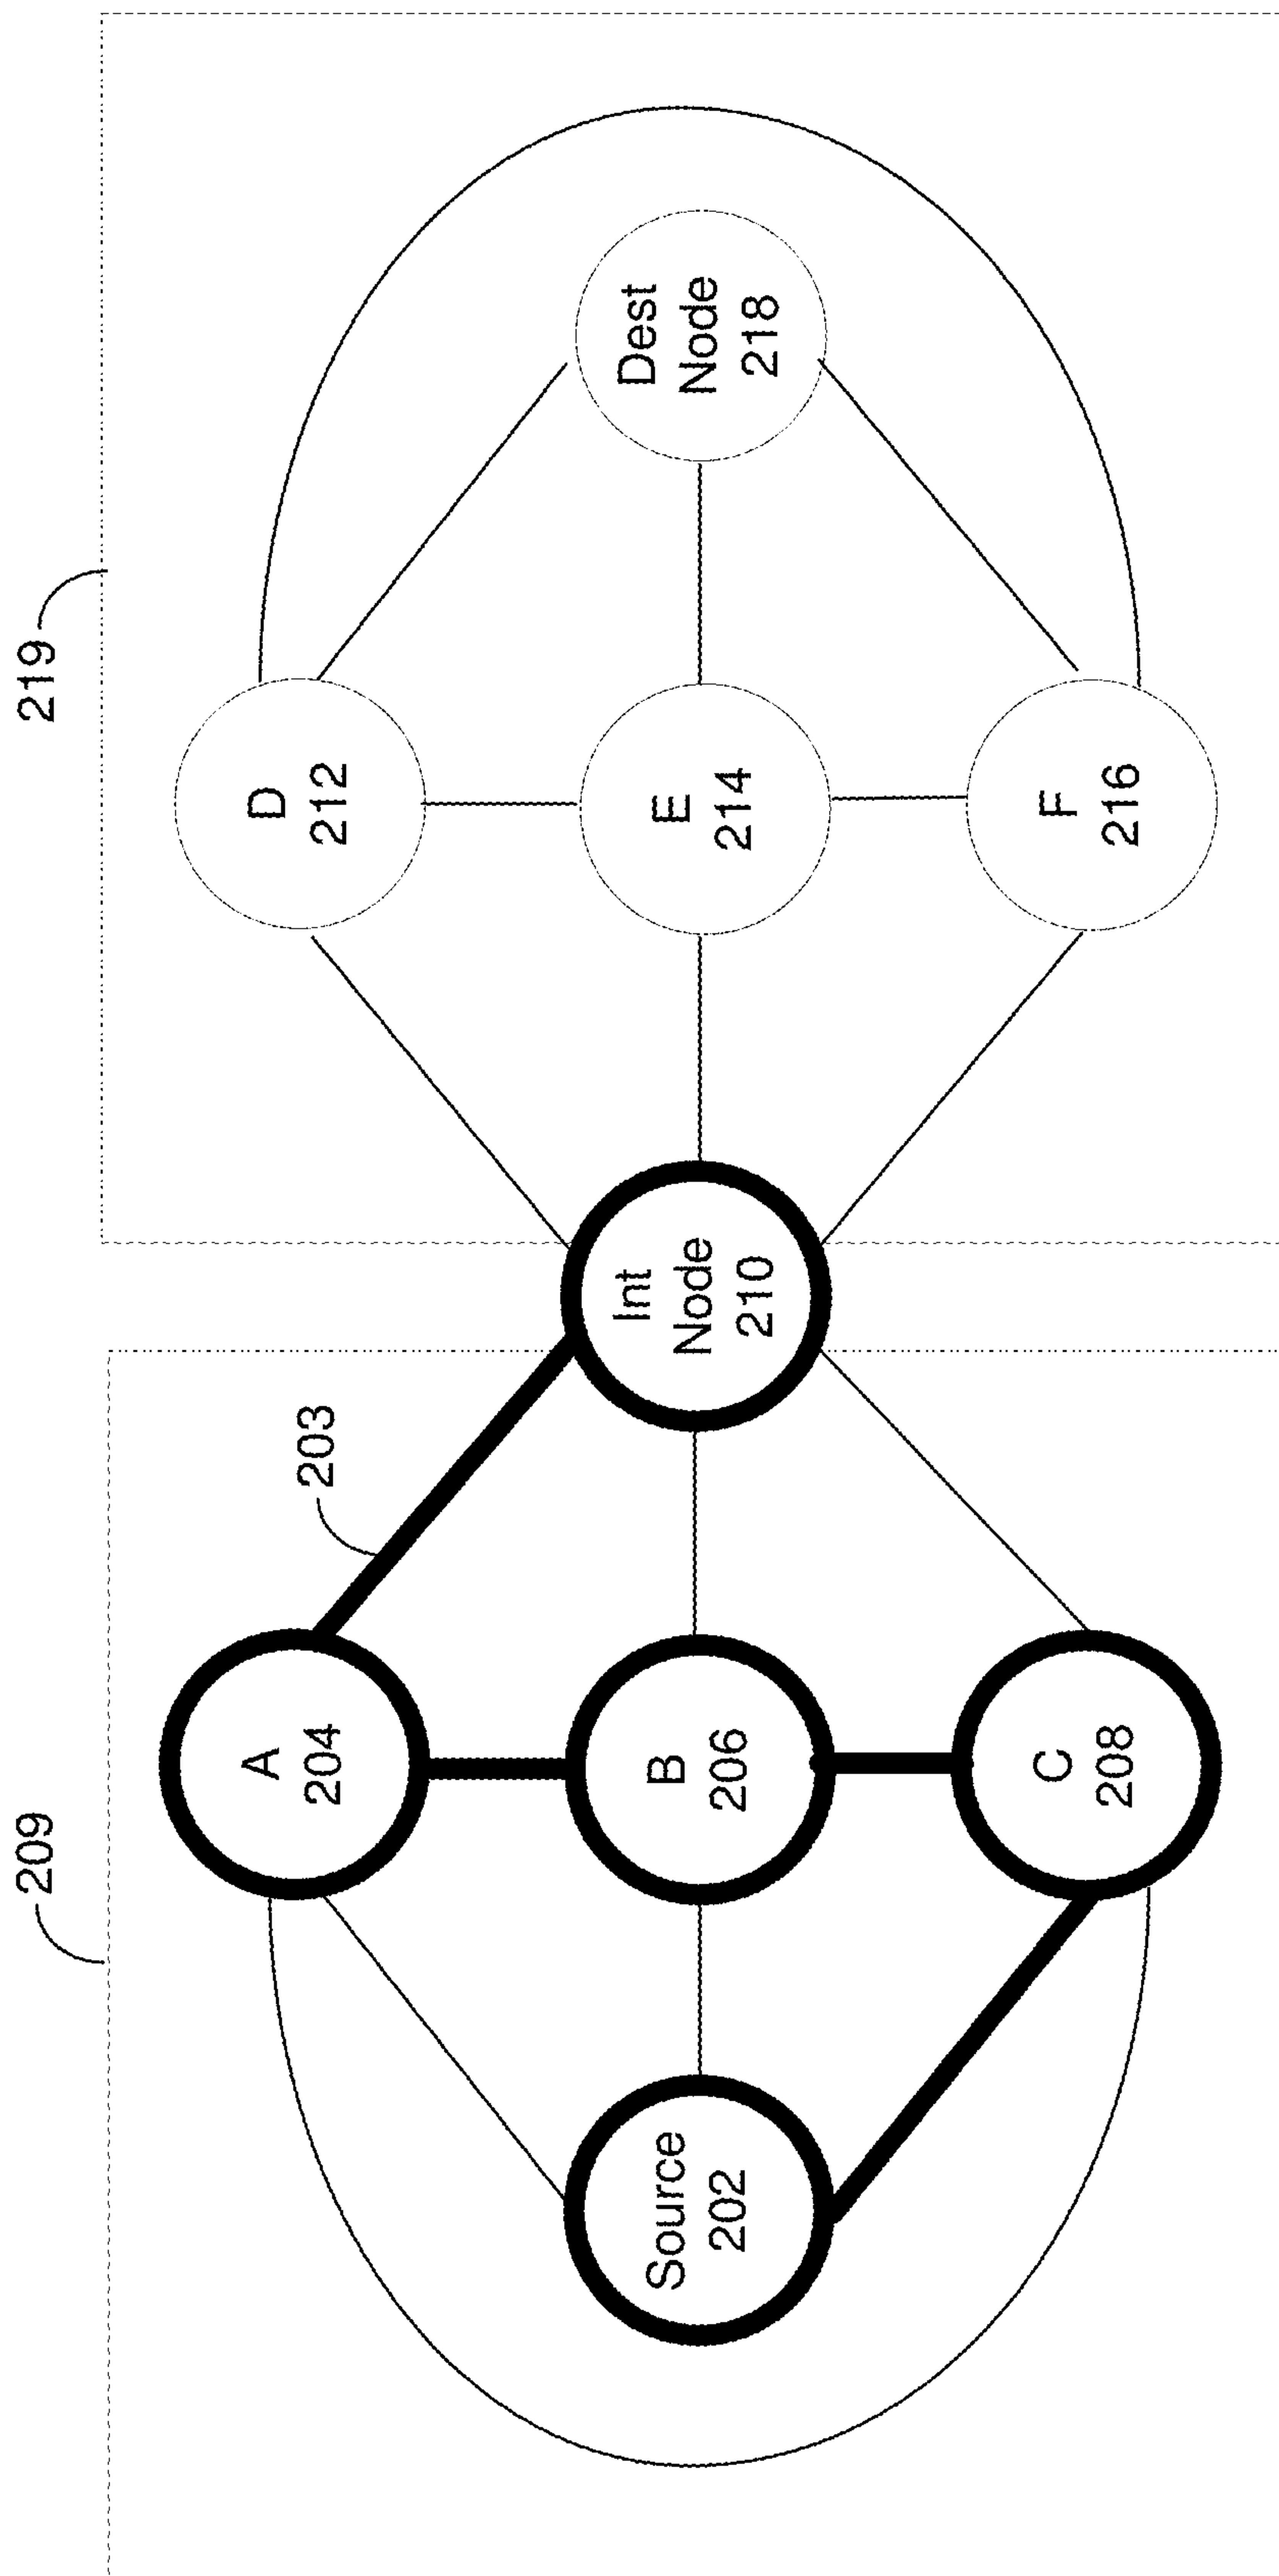 209
219
203
A
204
D
212
Source
202
B
206
Int
Node
210
E
214
Dest
Node
218
C
208
F
216